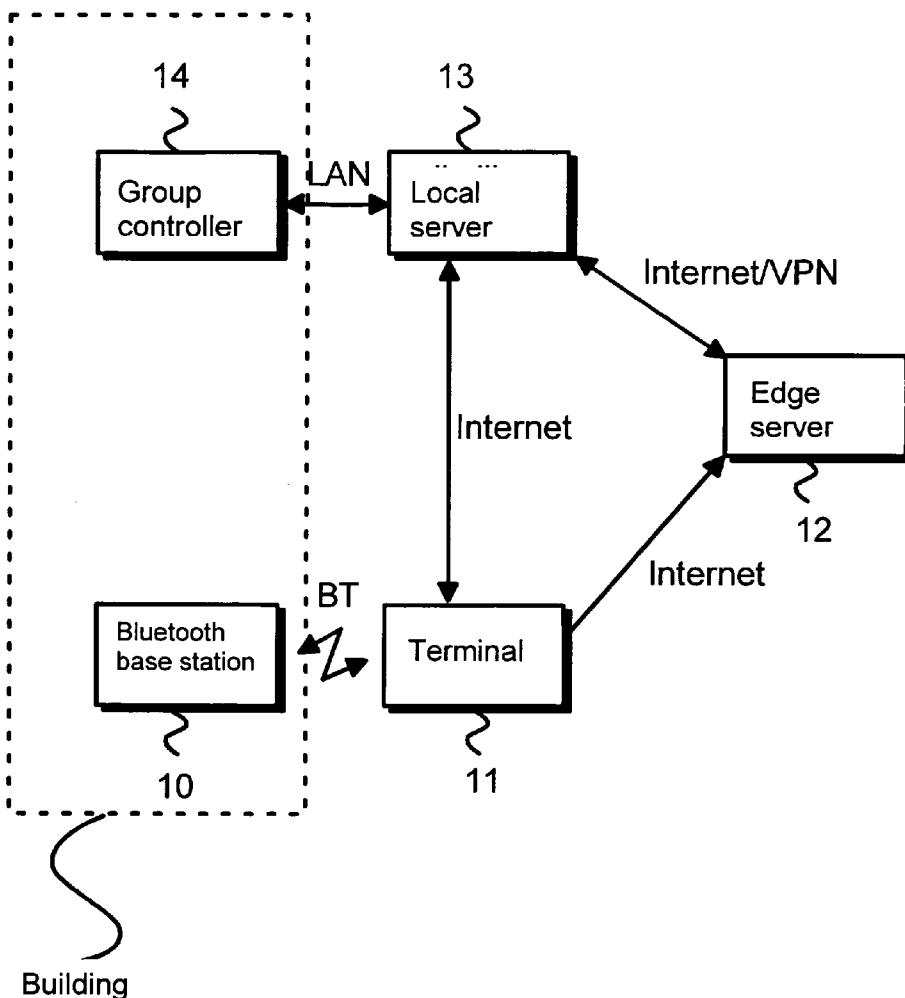 14
13
Group
controller
LAN
Local
server
Internet/VPN
Edge
server
12
Internet
Internet
BT
Bluetooth
base station
Terminal
10
11
Building